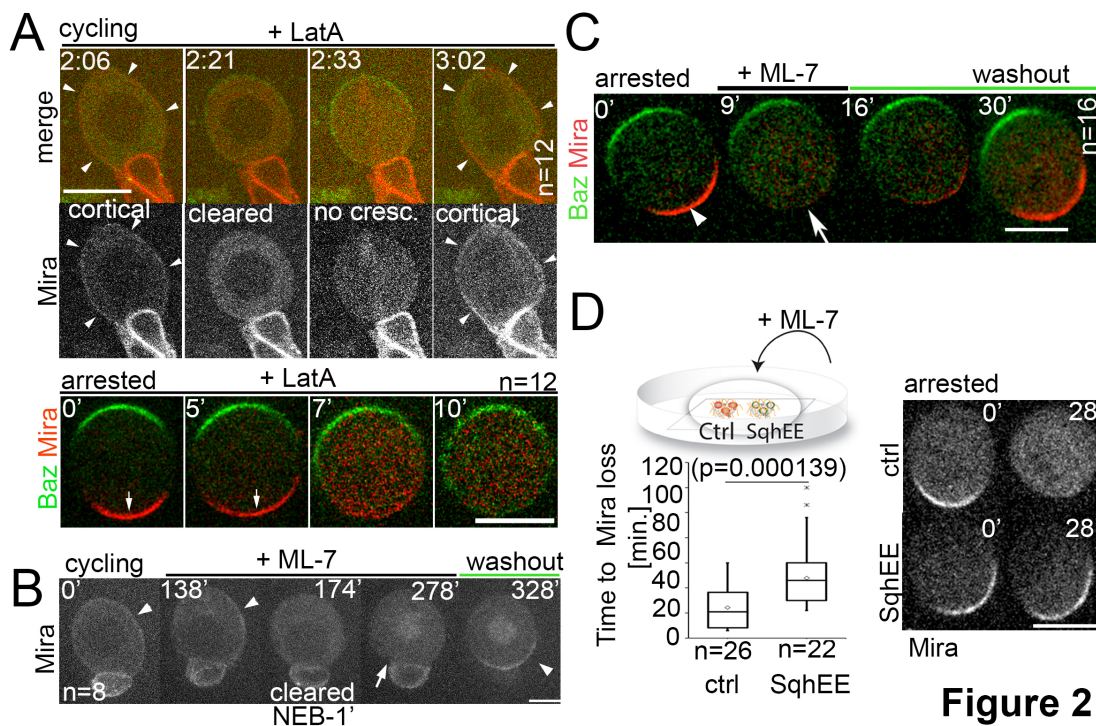 A
cycling
+ LatA
merge
2:06
2:21
2:33
3:02
n=12
Mira
cortical
cleared
no cresc.
cortical
arrested
+ LatA
n=12
Baz Mira
0'
5'
7'
10'
B
cycling
+ ML-7
washout
Mira
0'
138'
174'
278'
328'
n=8
cleared
NEB-1'
C
arrested
+ ML-7
washout
Baz Mira
0'
9'
16'
30'
n=16
D
+ ML-7
Ctrl SqhEE
(p=0.000139)
Time to Mira loss
[min.]
120
100
80
60
40
20
0
n=26
n=22
ctrl
SqhEE
arrested
ctrl
0'
28'
SqhEE
0'
28'
Mira
Figure 2